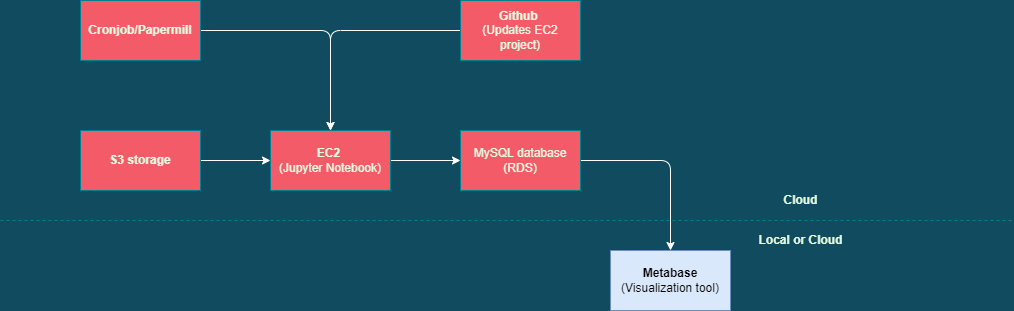 Cronjob/Papermill
Github
(Updates EC2
project)
S3 storage
EC2
(Jupyter Notebook)
MySQL database
(RDS)
Cloud
Local or Cloud
Metabase
(Visualization tool)